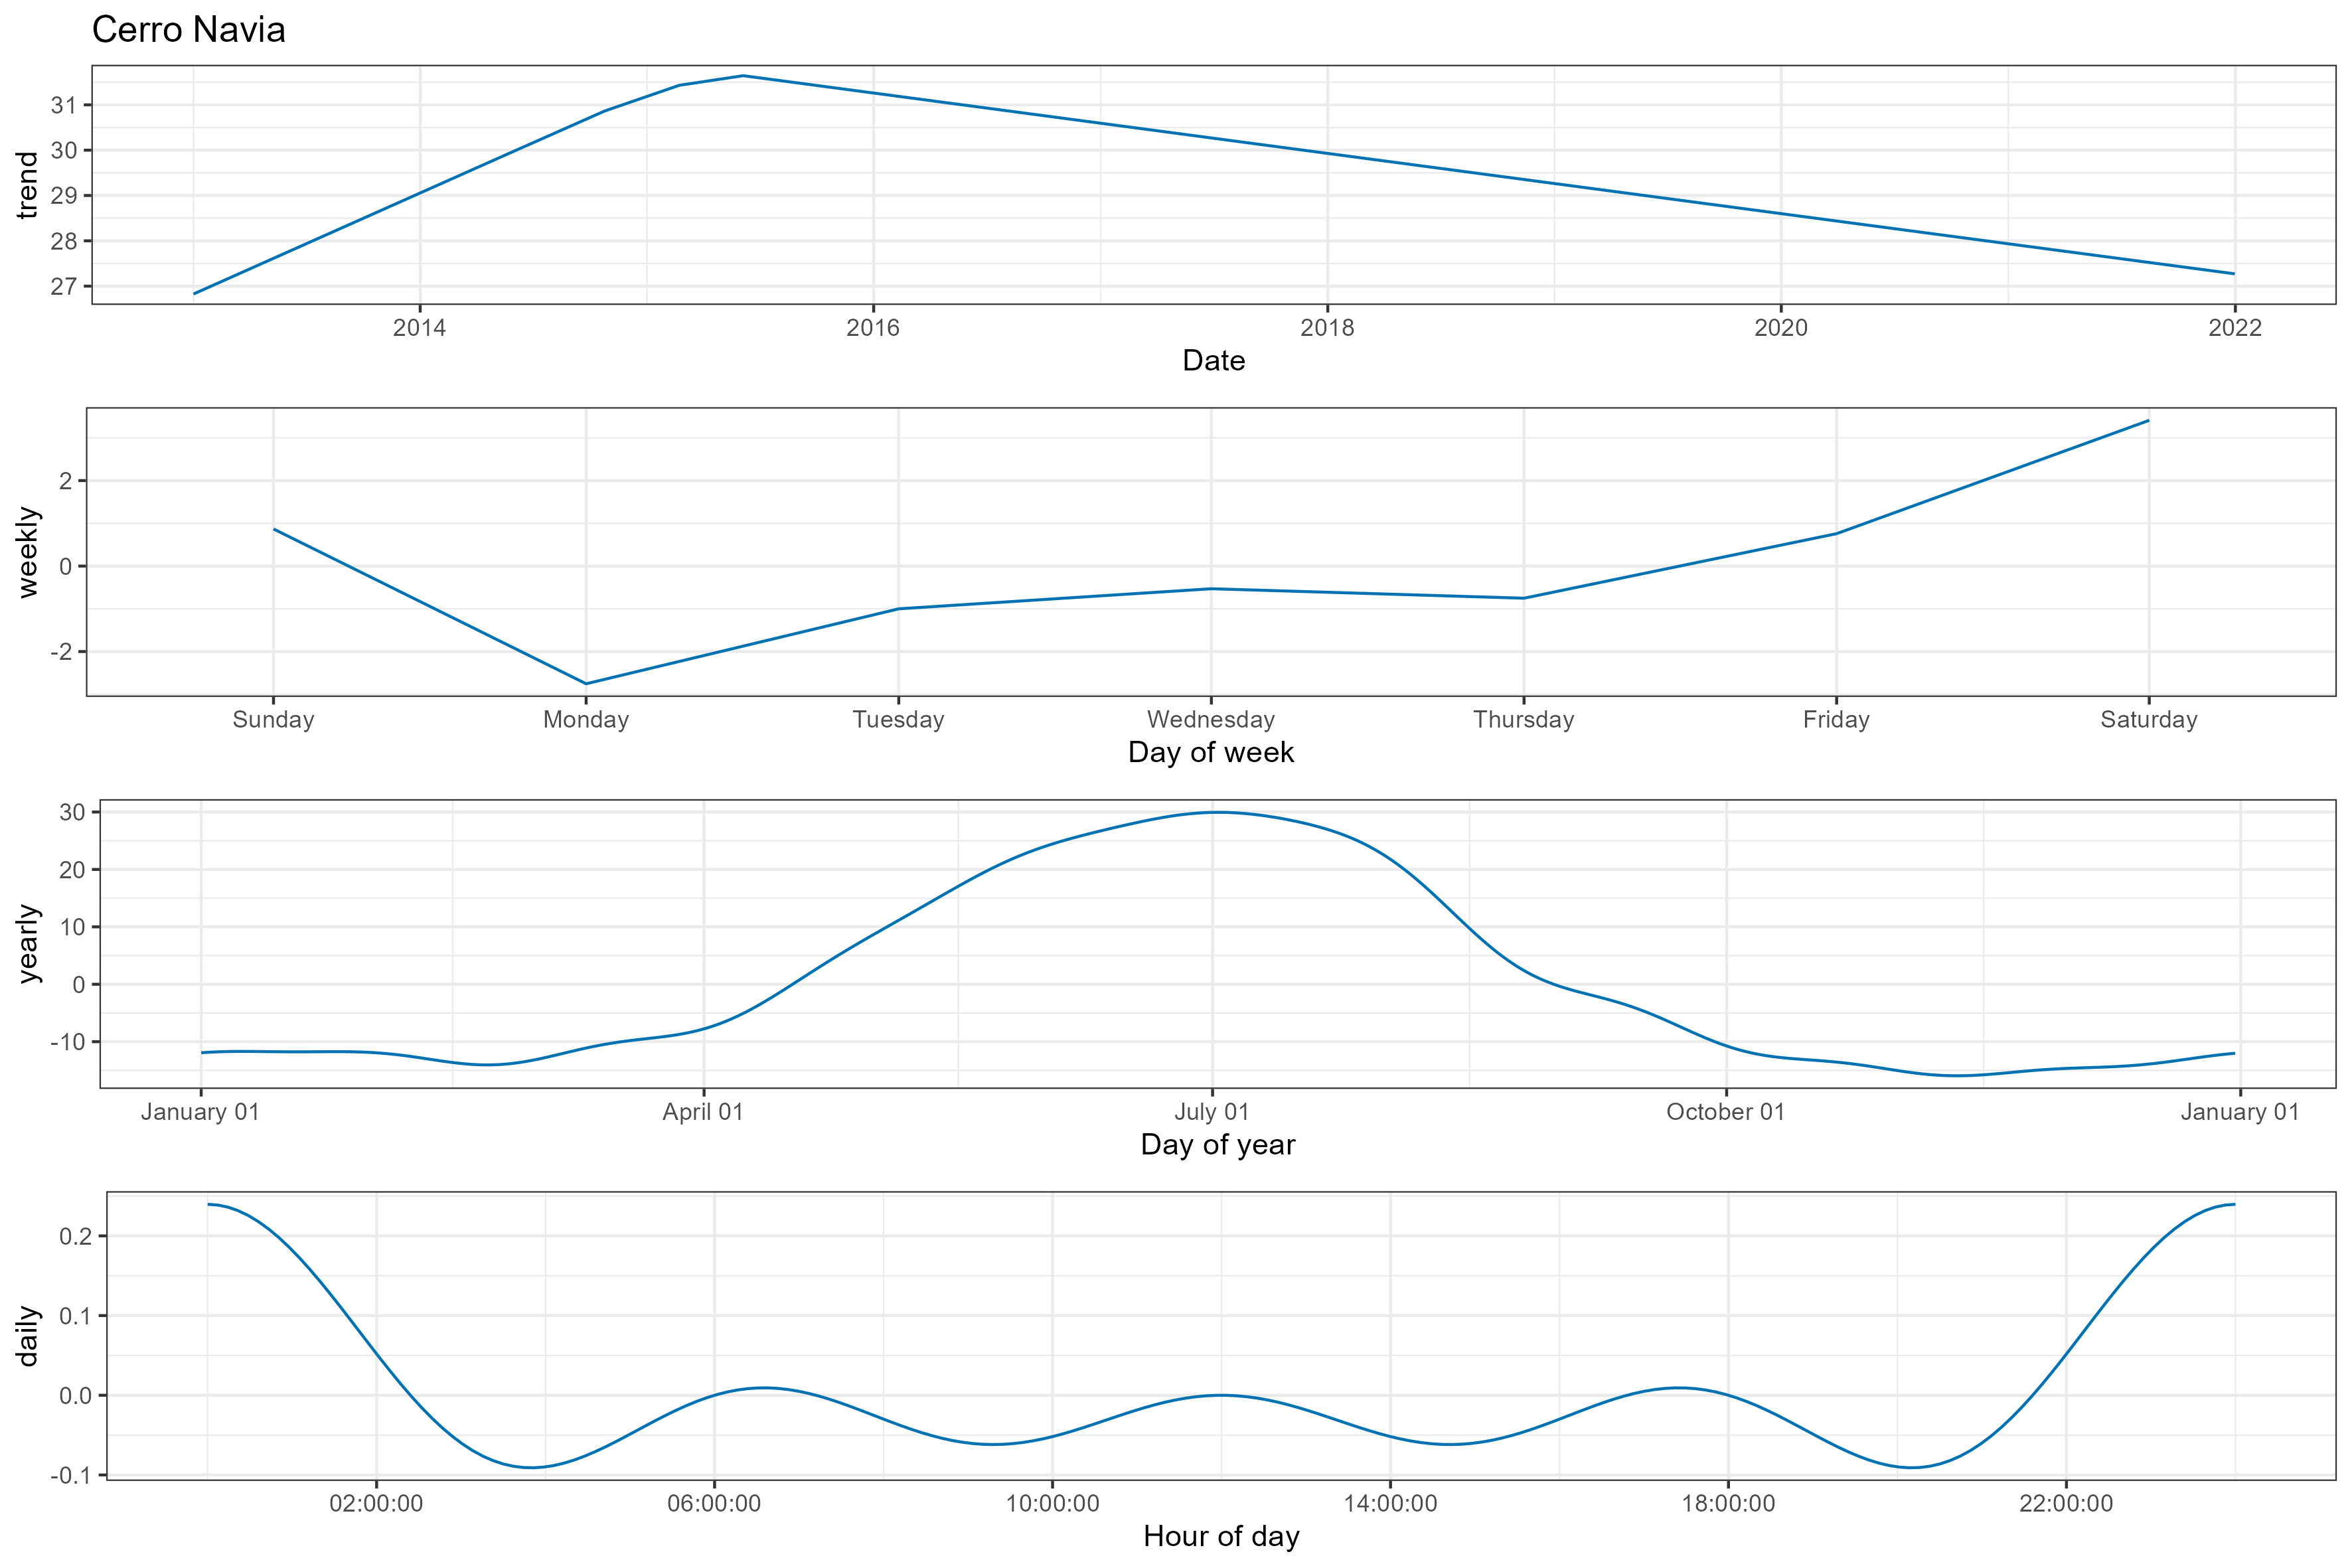 Cerro Navia
trend
31
30
29
28
27
2014 2016 2018 2020 2022
Date
weekly
2
0
-2
Sunday Monday Tuesday Wednesday Thursday Friday Saturday
Day of week
yearly
30
20
10
0
-10
January 01 April 01 July 01 October 01 January 01
Day of year
daily
0.2
0.1
0.0
-0.1
02:00:00 06:00:00 10:00:00 14:00:00 18:00:00 22:00:00
Hour of day